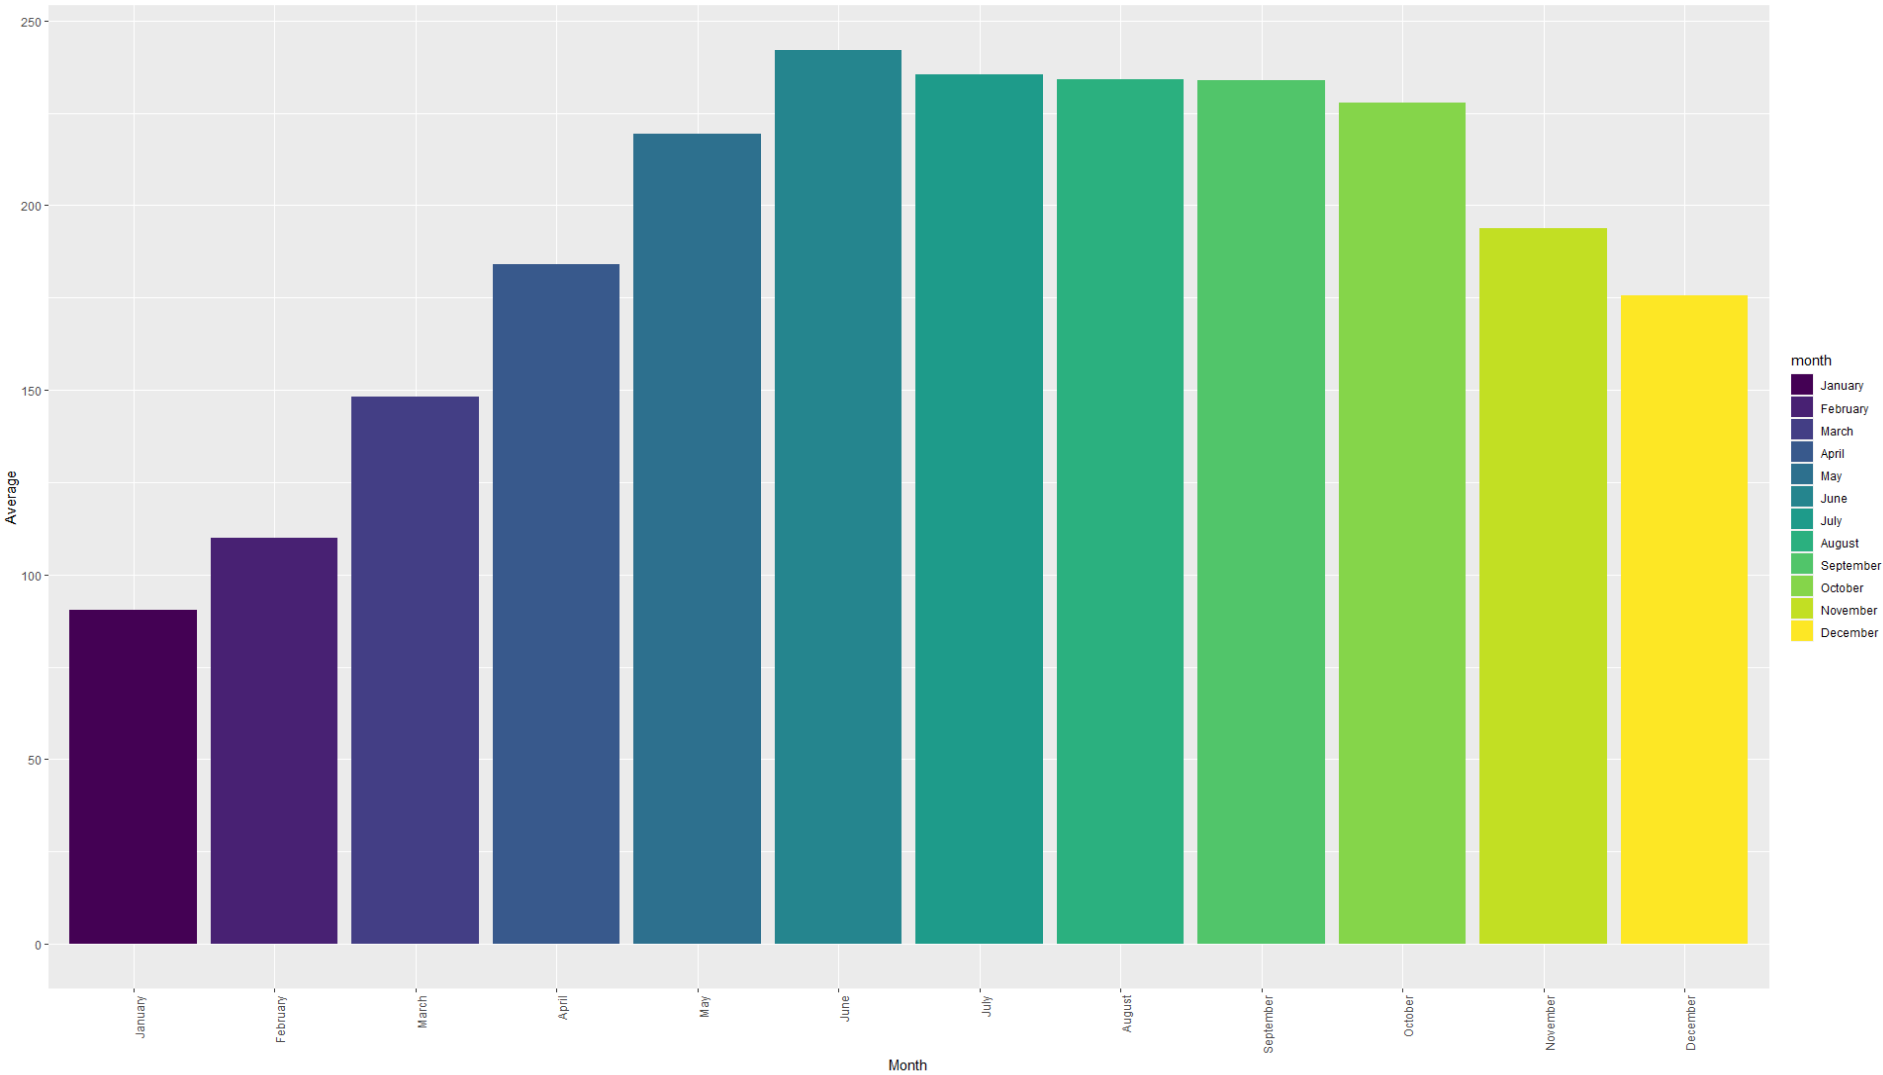 250
200
150
100
50
0
Average
January
February
March
April
May
June
July
August
September
October
November
December
Month
month
January
February
March
April
May
June
July
August
September
October
November
December